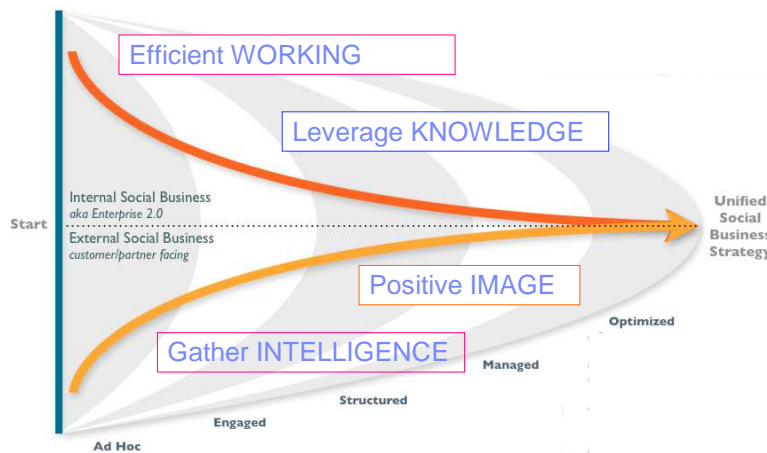 Efficient WORKING
Leverage KNOWLEDGE
Internal Social Business
aka Enterprise 2.0
Start
External Social Business
customer/partner facing
Unified
Social
Business
Strategy
Positive IMAGE
Optimized
Gather INTELLIGENCE
Managed
Structured
Engaged
Ad Hoc